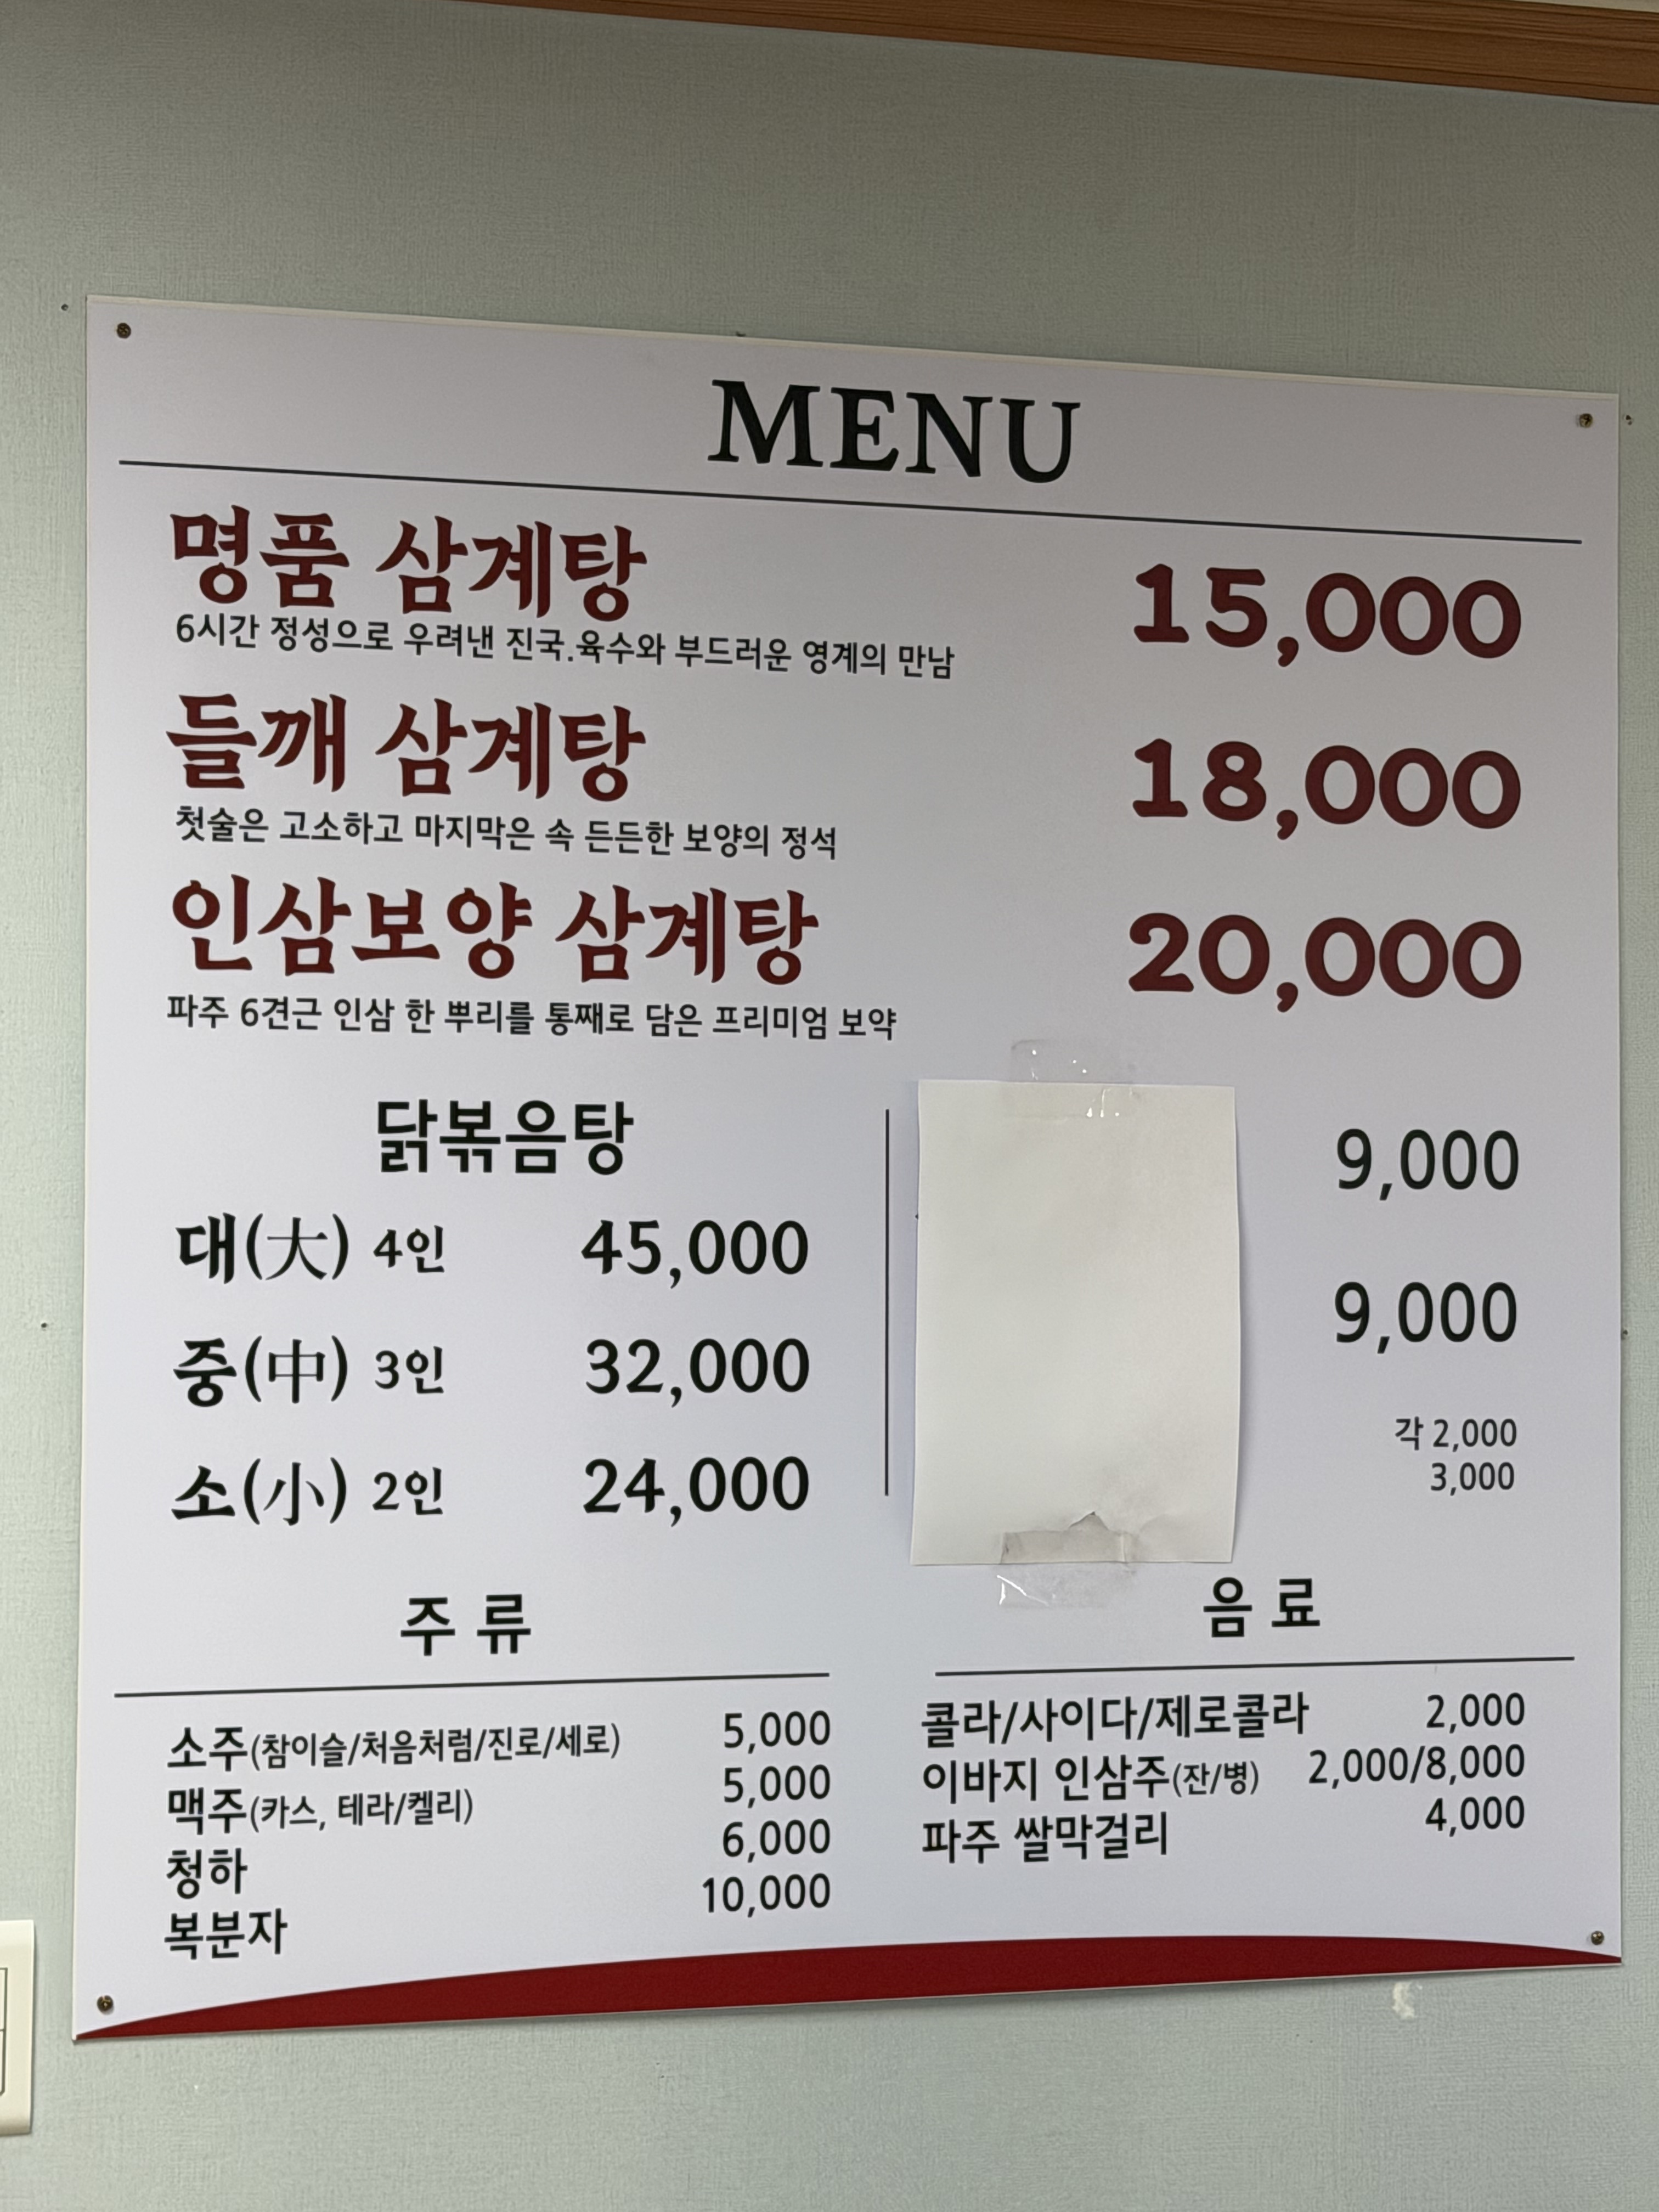 MENU
명품 삼계탕 15,000
6시간 정성으로 우려낸 진국.육수와 부드러운 영계의 만남
들깨 삼계탕 18,000
첫술은 고소하고 마지막은 속 든든한 보양의 정석
인삼보양 삼계탕 20,000
파주 6견근 인삼 한 뿌리를 통째로 담은 프리미엄 보약
닭볶음탕
대(大) 4인 45,000
중(中) 3인 32,000
소(小) 2인 24,000
9,000
9,000
각 2,000
3,000
주 류
소주(참이슬/처음처럼/진로/세로) 5,000
맥주(카스, 테라/켈리) 5,000
청하 6,000
복분자 10,000
음 료
콜라/사이다/제로콜라 2,000
이바지 인삼주(잔/병) 2,000/8,000
파주 쌀막걸리 4,000